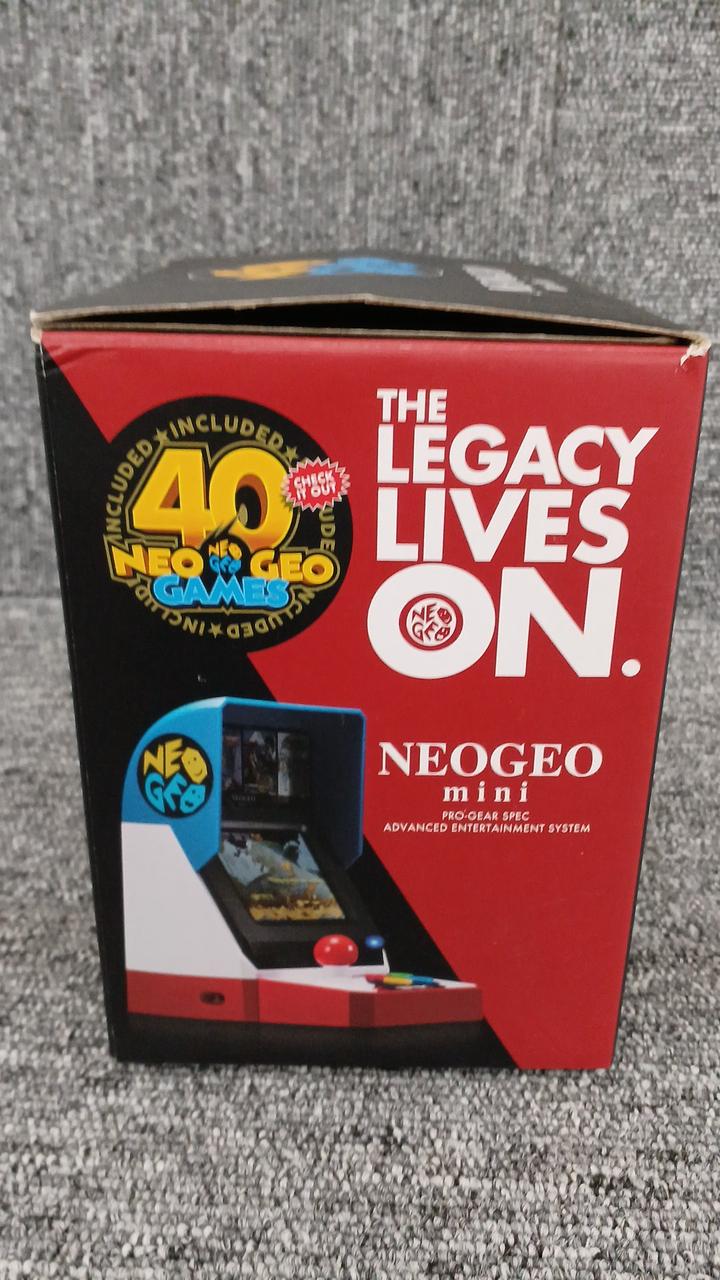 ★INCLUDED★
INCLUDED
40
CHECK
IT OUT
NEO NEO GEO GEO
GAMES
INCLUDED★
THE
LEGACY
LIVES
ON.
NEO
GEO
NEO
GEO
NEOGEO
mini
PRO-GEAR SPEC
ADVANCED ENTERTAINMENT SYSTEM